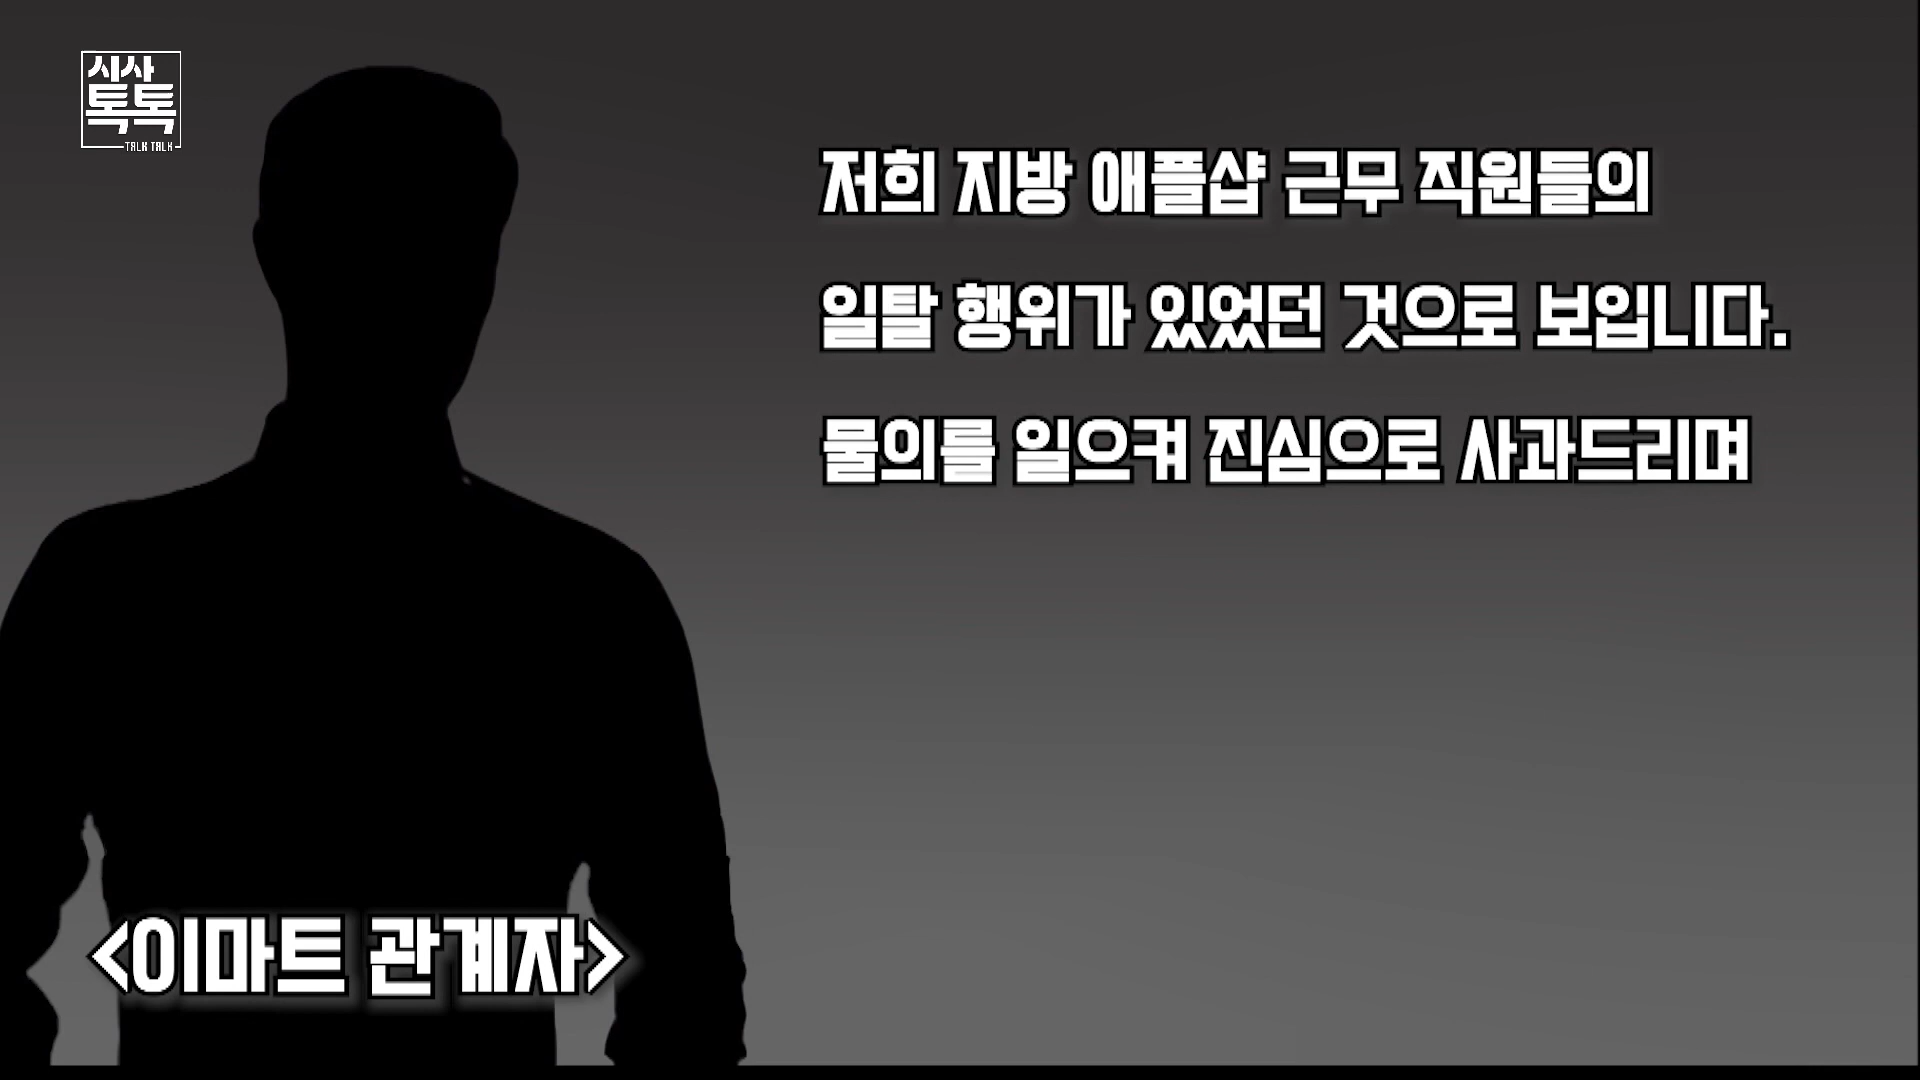 시사
톡톡
TALK TALK
저희 지방 애플샵 근무 직원들의
일탈 행위가 있었던 것으로 보입니다.
물의를 일으켜 진심으로 사과드리며
<이마트 관계자>